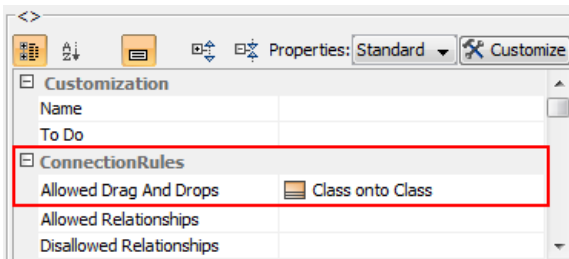 <>
Properties: Standard Customize
Customization
Name
To Do
ConnectionRules
Allowed Drag And Drops Class onto Class
Allowed Relationships
Disallowed Relationships